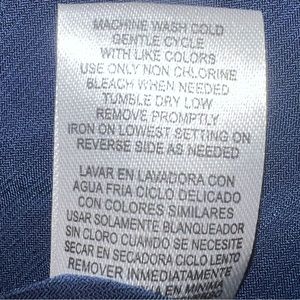 MACHINE WASH COLD
GENTLE CYCLE
WITH LIKE COLORS
USE ONLY NON CHLORINE
BLEACH WHEN NEEDED
TUMBLE DRY LOW
REMOVE PROMPTLY
IRON ON LOWEST SETTING ON
REVERSE SIDE AS NEEDED
LAVAR EN LAVADORA CON
AGUA FRIA CICLO DELICADO
CON COLORES SIMILARES
USAR SOLAMENTE BLANQUEADOR
SIN CLORO CUANDO SE NECESITE
SECAR EN SECADORA CICLO LENTO
REMOVER INMEDIATAMENTE
EN MINIMA